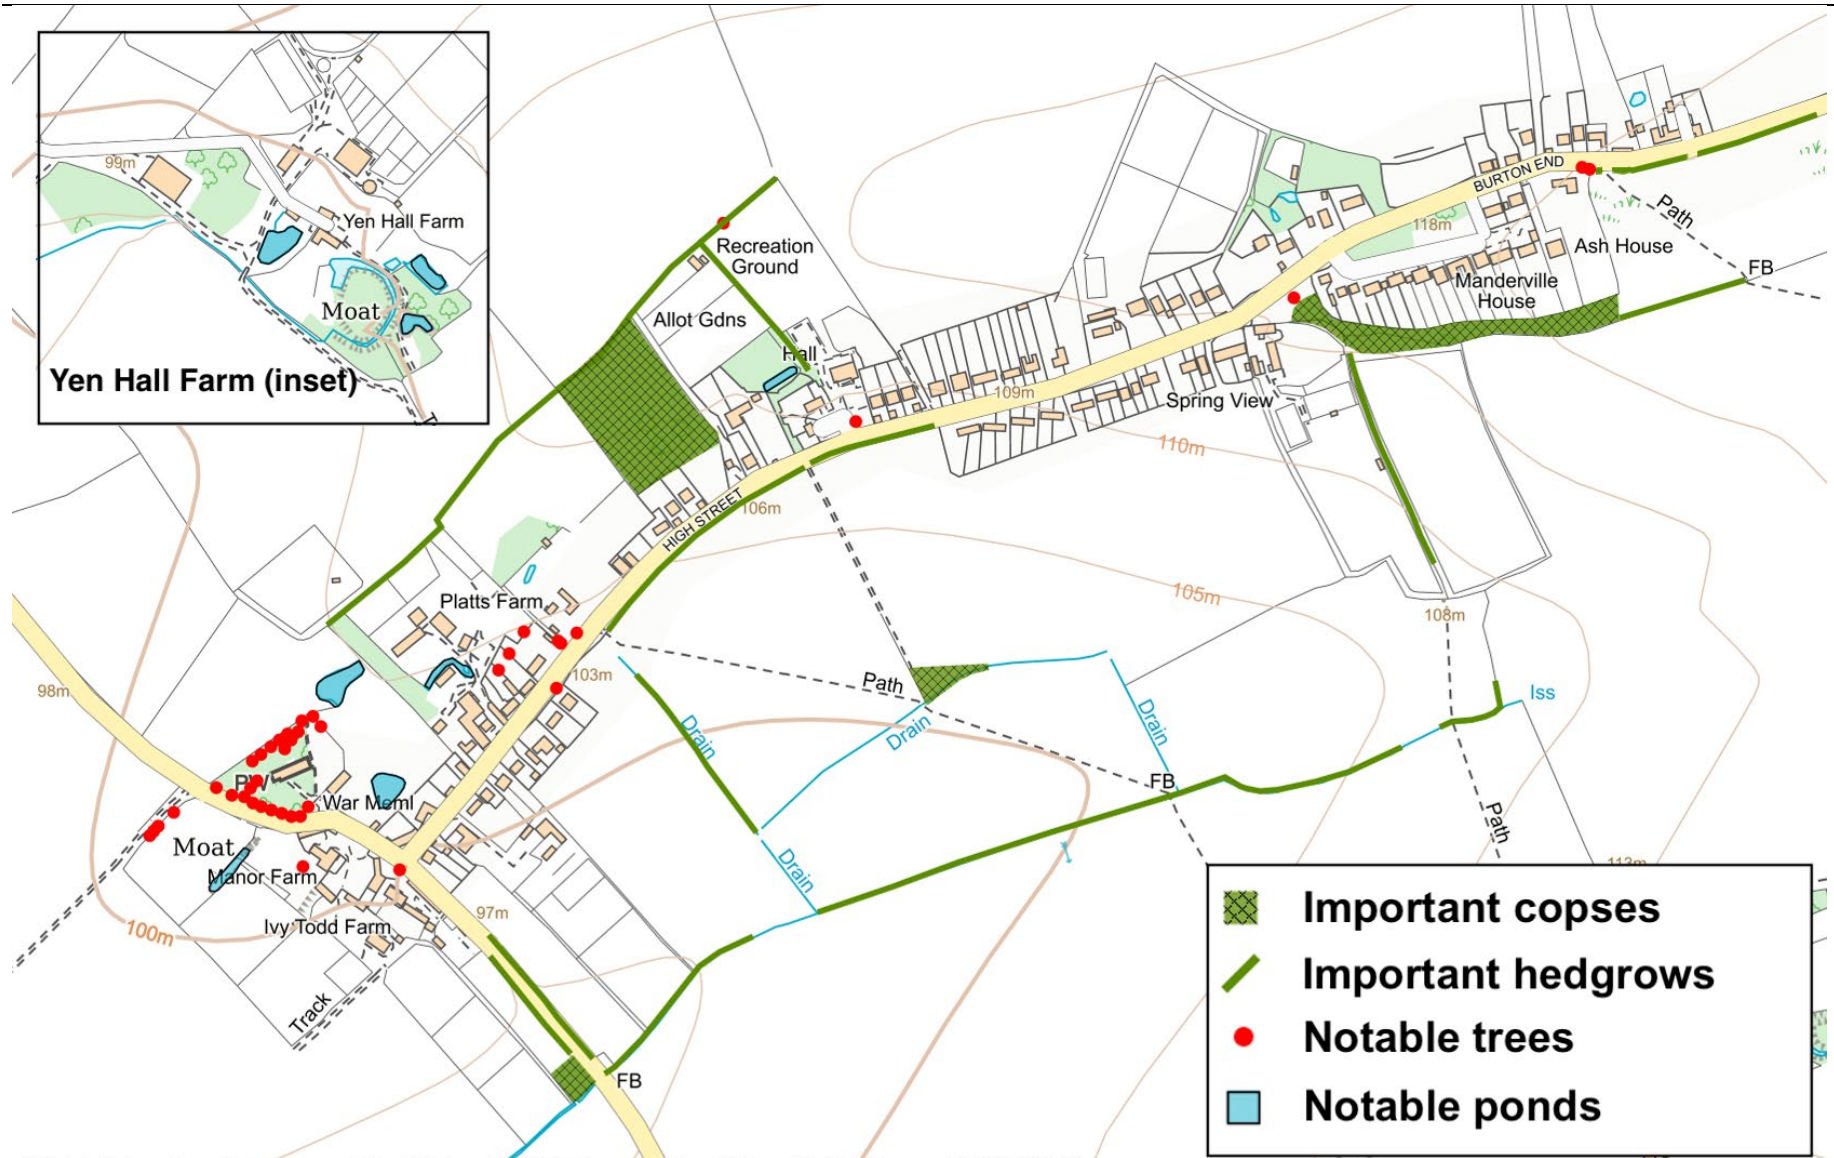 99m
Yen Hall Farm
Moat
Yen Hall Farm (inset)
BURTON END
Path
118m
Ash House
FB
Manderville
House
Recreation
Ground
Allot Gdns
Hall
109m
Spring View
110m
HIGH STREET
106m
105m
108m
Platts Farm
103m
Path
98m
Drain
Drain
Drain
Iss
FB
PW
War Meml
Path
Moat
Manor Farm
Drain
112m
97m
Ivy Todd Farm
100m
Track
FB
Important copses
Important hedgrows
Notable trees
Notable ponds